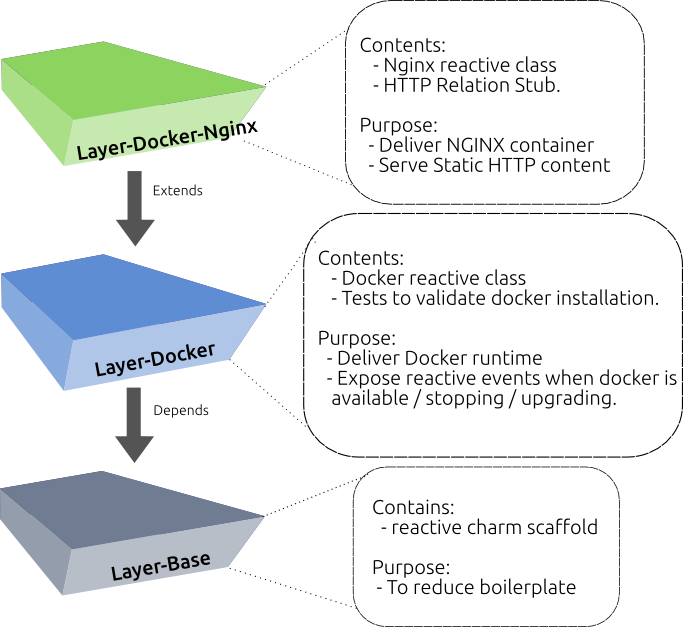 Contents:
- Nginx reactive class
- HTTP Relation Stub.
Purpose:
- Deliver NGINX container
- Serve Static HTTP content
Layer-Docker-Nginx
Extends
Contents:
- Docker reactive class
- Tests to validate docker installation.
Purpose:
- Deliver Docker runtime
- Expose reactive events when docker is
available / stopping / upgrading.
Layer-Docker
Depends
Contains:
- reactive charm scaffold
Purpose:
- To reduce boilerplate
Layer-Base